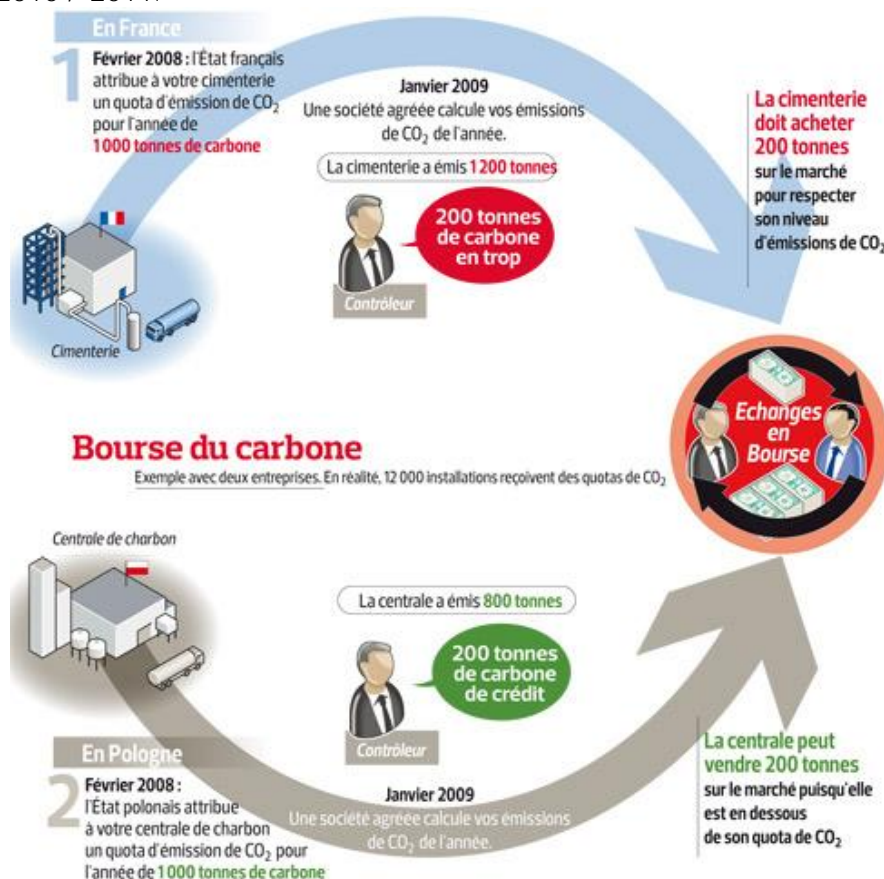 En France
1
Février 2008 : l'État français
attribue à votre cimenterie
un quota d'émission de CO₂
pour l'année de
1 000 tonnes de carbone
Cimenterie
Janvier 2009
Une société agréée calcule vos émissions
de CO₂ de l'année.
La cimenterie a émis 1 200 tonnes
200 tonnes
de carbone
en trop
Contrôleur
La cimenterie
doit acheter
200 tonnes
sur le marché
pour respecter
son niveau
d'émissions de CO₂
Echanges
en
Bourse
Bourse du carbone
Exemple avec deux entreprises. En réalité, 12 000 installations reçoivent des quotas de CO₂
Centrale de charbon
La centrale a émis 800 tonnes
200 tonnes
de carbone
de crédit
Contrôleur
En Pologne
2
Février 2008 :
l'État polonais attribue
à votre centrale de charbon
un quota d'émission de CO₂ pour
l'année de 1 000 tonnes de carbone
Janvier 2009
Une société agréée calcule vos émissions
de CO₂ de l'année.
La centrale peut
vendre 200 tonnes
sur le marché puisqu'elle
est en dessous
de son quota de CO₂